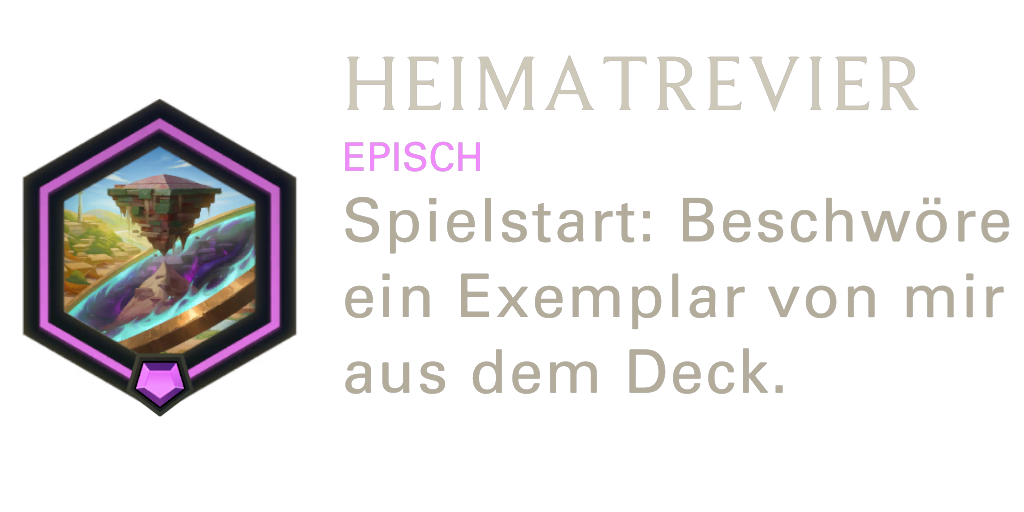 HEIMATREVIER
EPISCH
Spielstart: Beschwöre
ein Exemplar von mir
aus dem Deck.